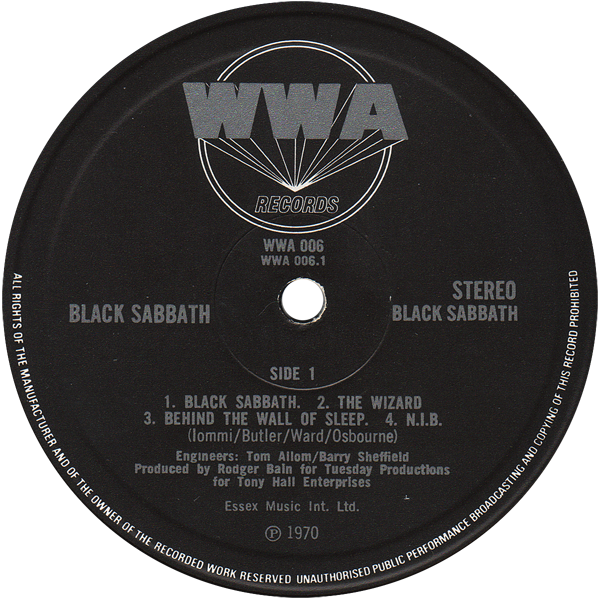 WWA
RECORDS
WWA 006
WWA 006.1
BLACK SABBATH
STEREO
BLACK SABBATH
SIDE 1
1. BLACK SABBATH. 2. THE WIZARD
3. BEHIND THE WALL OF SLEEP. 4. N.I.B.
(Iommi/Butler/Ward/Osbourne)
Engineers: Tom Allom/Barry Sheffield
Produced by Rodger Bain for Tuesday Productions
for Tony Hall Enterprises
Essex Music Int. Ltd.
Ⓟ 1970
ALL RIGHTS OF THE MANUFACTURER AND OF THE OWNER OF THE RECORDED WORK RESERVED UNAUTHORISED PUBLIC PERFORMANCE BROADCASTING AND COPYING OF THIS RECORD PROHIBITED